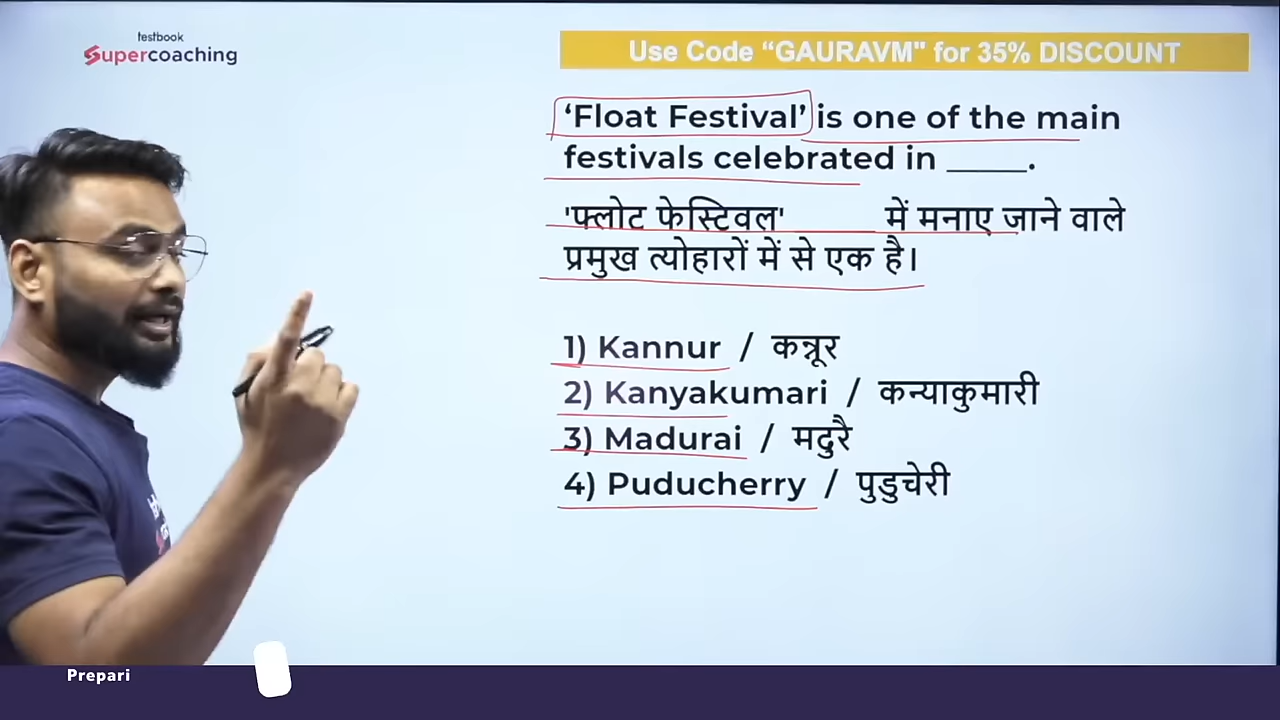 testbook
Supercoaching
Use Code “GAURAVM" for 35% DISCOUNT
‘Float Festival’ is one of the main
festivals celebrated in _____.
'फ्लोट फेस्टिवल' _____ में मनाए जाने वाले
प्रमुख त्योहारों में से एक है।
1) Kannur / कन्नूर
2) Kanyakumari / कन्याकुमारी
3) Madurai / मदुरै
4) Puducherry / पुडुचेरी
Prepari